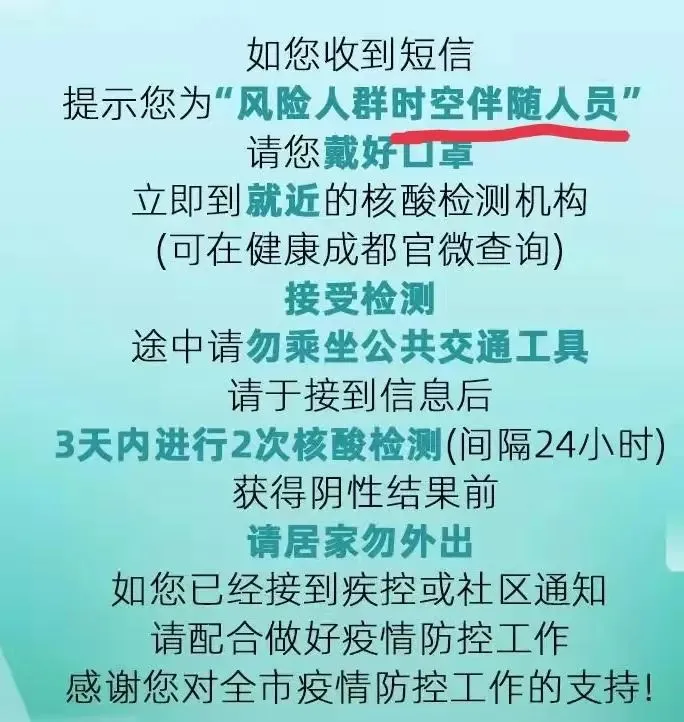 如您收到短信
提示您为“风险人群时空伴随人员”
请您戴好口罩
立即到就近的核酸检测机构
(可在健康成都官微查询)
接受检测
途中请勿乘坐公共交通工具
请于接到信息后
3天内进行2次核酸检测(间隔24小时)
获得阴性结果前
请居家勿外出
如您已经接到疾控或社区通知
请配合做好疫情防控工作
感谢您对全市疫情防控工作的支持!